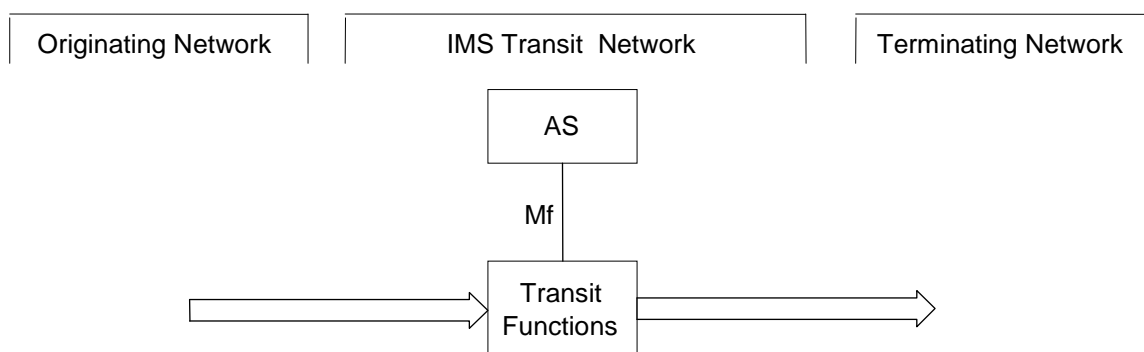 Originating Network
IMS Transit Network
Terminating Network
AS
Mf
Transit
Functions